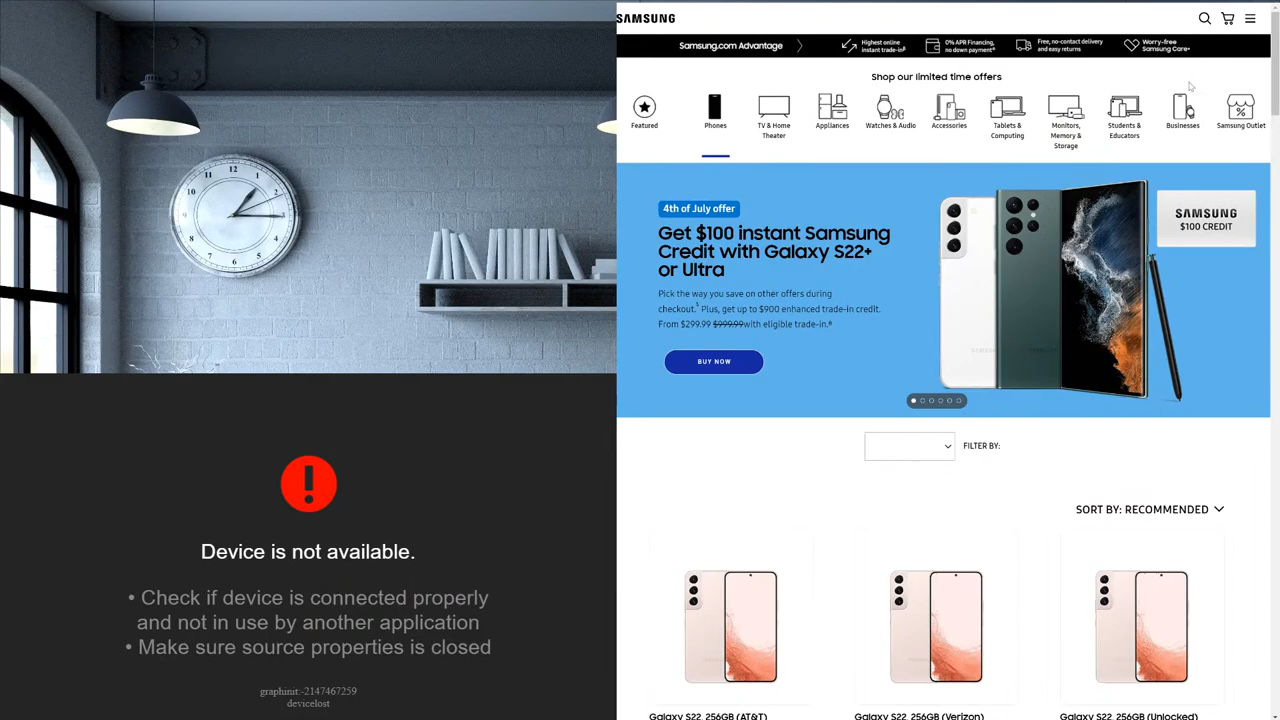 12
1
2
3
4
5
6
7
8
9
10
11
Device is not available.
• Check if device is connected properly
and not in use by another application
• Make sure source properties is closed
graphinit:-2147467259
devicelost
SAMSUNG
Samsung.com Advantage
Highest online
instant trade-in§
0% APR Financing,
no down payment*
Free, no-contact delivery
and easy returns
Worry-free
Samsung Care+
Shop our limited time offers
Featured
Phones
TV & Home
Theater
Appliances
Watches & Audio
Accessories
Tablets &
Computing
Monitors,
Memory &
Storage
Students &
Educators
Businesses
Samsung Outlet
4th of July offer
Get $100 instant Samsung
Credit with Galaxy S22+
or Ultra
Pick the way you save on other offers during
checkout. Plus, get up to $900 enhanced trade-in credit.
From $299.99 $999.99with eligible trade-in.
BUY NOW
SAMSUNG
$100 CREDIT
SAMSUNG
SAMSUNG
FILTER BY:
SORT BY: RECOMMENDED
Galaxy S22, 256GB (AT&T)
Galaxy S22, 256GB (Verizon)
Galaxy S22, 256GB (Unlocked)